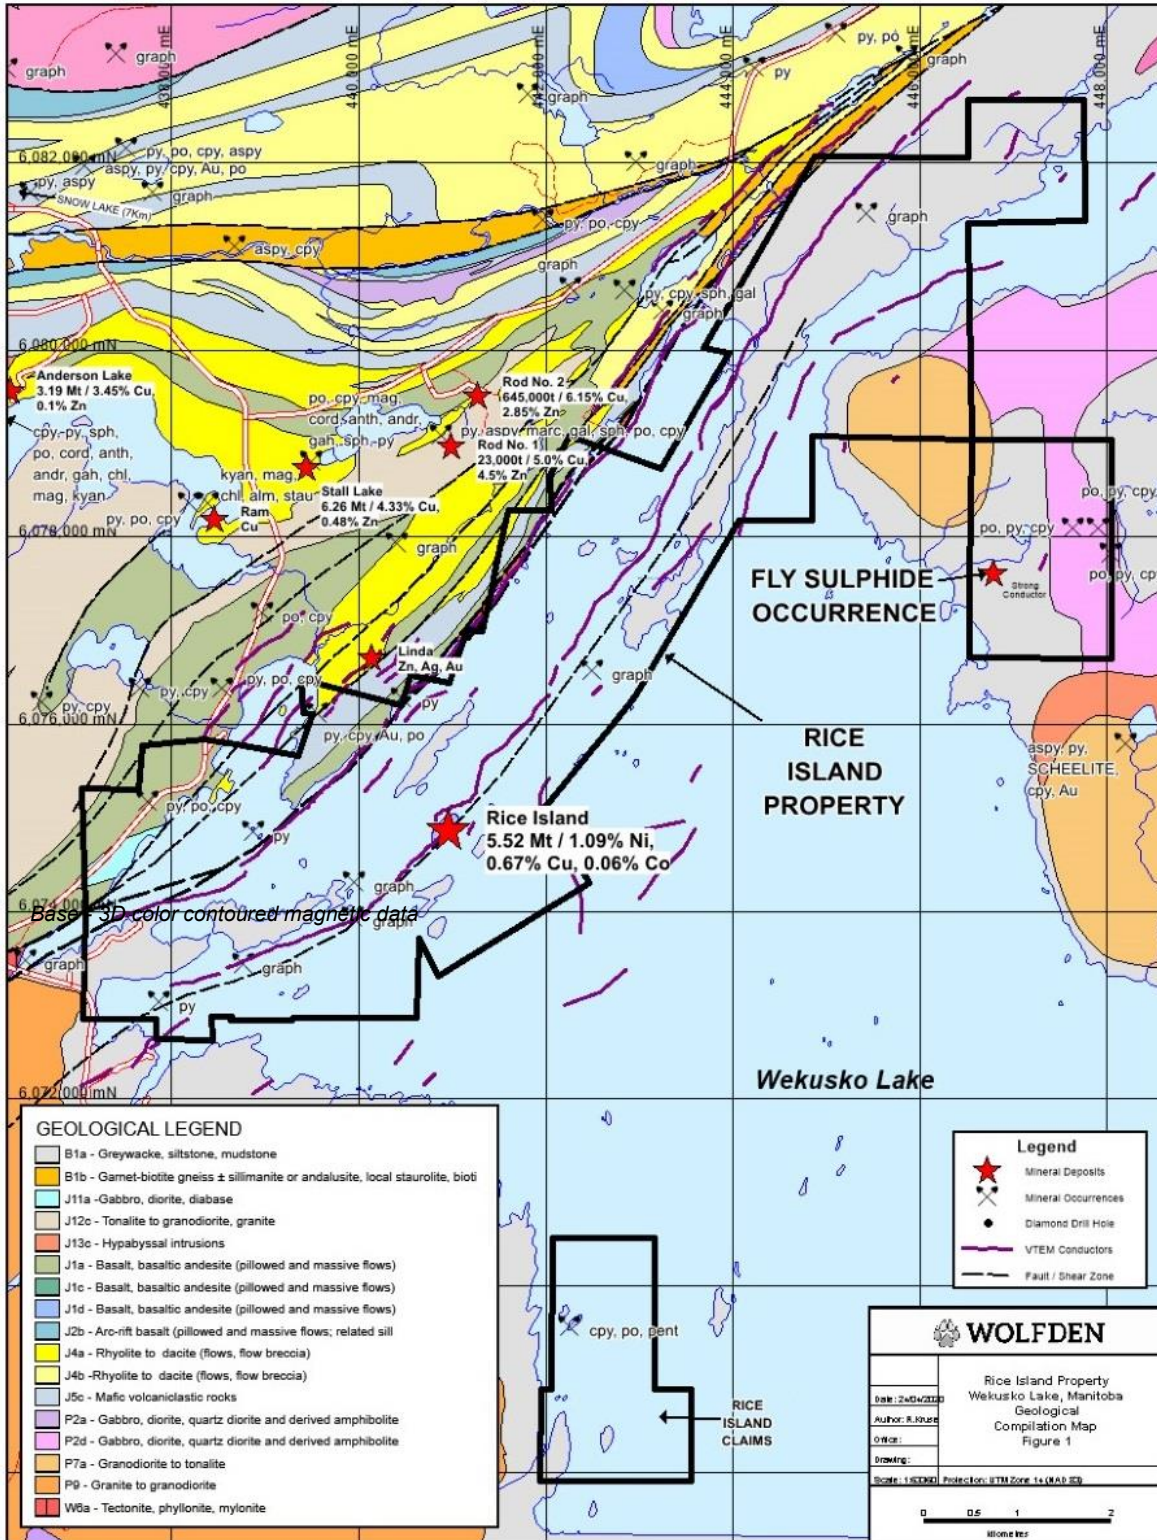 438,000 mE
440,000 mE
442,000 mE
444,000 mE
446,000 mE
448,000 mE
graph
graph
graph
py, po
graph
py
6,082,000 mN
py, po, cpy, aspy
aspy, py, cpy, Au, po
py, aspy
graph
graph
SNOW LAKE (7Km)
graph
py, po, cpy
aspy, cpy
graph
py, cpy, sph, gal
graph
6,080,000 mN
Anderson Lake
3.19 Mt / 3.45% Cu,
0.1% Zn
cpy, py, sph,
po, cord, anth,
andr, gah, chl,
mag, kyan
po, cpy, mag,
cord, anth, andr,
gah, sph, py
Rod No. 2
645,000t / 6.15% Cu,
2.85% Zn
py, aspy, marc, gal, sph, po, cpy
Rod No. 1
23,000t / 5.0% Cu,
4.5% Zn
kyan, mag,
chl, alm, stau
Stall Lake
6.26 Mt / 4.33% Cu,
0.48% Zn
Ram
Cu
py, po, cpy
6,078,000 mN
graph
po, py, cpy
po, py, cpy
po, py, cpy
FLY SULPHIDE
OCCURRENCE
Strong
Conductor
po, cpy
Linda
Zn, Ag, Au
graph
py, cpy
py, cpy
py, po, cpy
py
6,076,000 mN
py, cpy, Au, po
RICE
ISLAND
PROPERTY
aspy, py,
SCHEELITE,
cpy, Au
py, po, cpy
py
Rice Island
5.52 Mt / 1.09% Ni,
0.67% Cu, 0.06% Co
graph
6,074,000 mN
Base - 3D color contoured magnetic data
graph
graph
graph
py
6,072,000 mN
Wekusko Lake
GEOLOGICAL LEGEND
B1a - Greywacke, siltstone, mudstone
B1b - Garnet-biotite gneiss ± sillimanite or andalusite, local staurolite, bioti
J11a -Gabbro, diorite, diabase
J12c - Tonalite to granodiorite, granite
J13c - Hypabyssal intrusions
J1a - Basalt, basaltic andesite (pillowed and massive flows)
J1c - Basalt, basaltic andesite (pillowed and massive flows)
J1d - Basalt, basaltic andesite (pillowed and massive flows)
J2b - Arc-rift basalt (pillowed and massive flows; related sill
J4a - Rhyolite to dacite (flows, flow breccia)
J4b -Rhyolite to dacite (flows, flow breccia)
J5c - Mafic volcaniclastic rocks
P2a - Gabbro, diorite, quartz diorite and derived amphibolite
P2d - Gabbro, diorite, quartz diorite and derived amphibolite
P7a - Granodiorite to tonalite
P9 - Granite to granodiorite
W6a - Tectonite, phyllonite, mylonite
Legend
Mineral Deposits
Mineral Occurrences
Diamond Drill Hole
VTEM Conductors
Fault / Shear Zone
cpy, po, pent
RICE
ISLAND
CLAIMS
WOLFDEN
Rice Island Property
Wekusko Lake, Manitoba
Geological
Compilation Map
Figure 1
Date: 24/04/2020
Author: R.Kruse
Office:
Drawing:
Scale: Projection: UTM Zone 14 (NAD 83)
0 0.5 1 2
kilometres